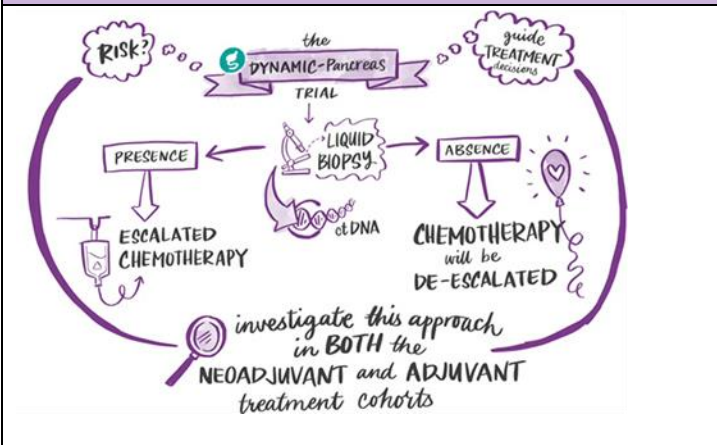 RISK?
the
DYNAMIC-Pancreas
TRIAL
guide
TREATMENT
decisions
LIQUID
BIOPSY
ctDNA
PRESENCE
ESCALATED
CHEMOTHERAPY
ABSENCE
CHEMOTHERAPY
will be
DE-ESCALATED
investigate this approach
in BOTH the
NEOADJUVANT and ADJUVANT
treatment cohorts